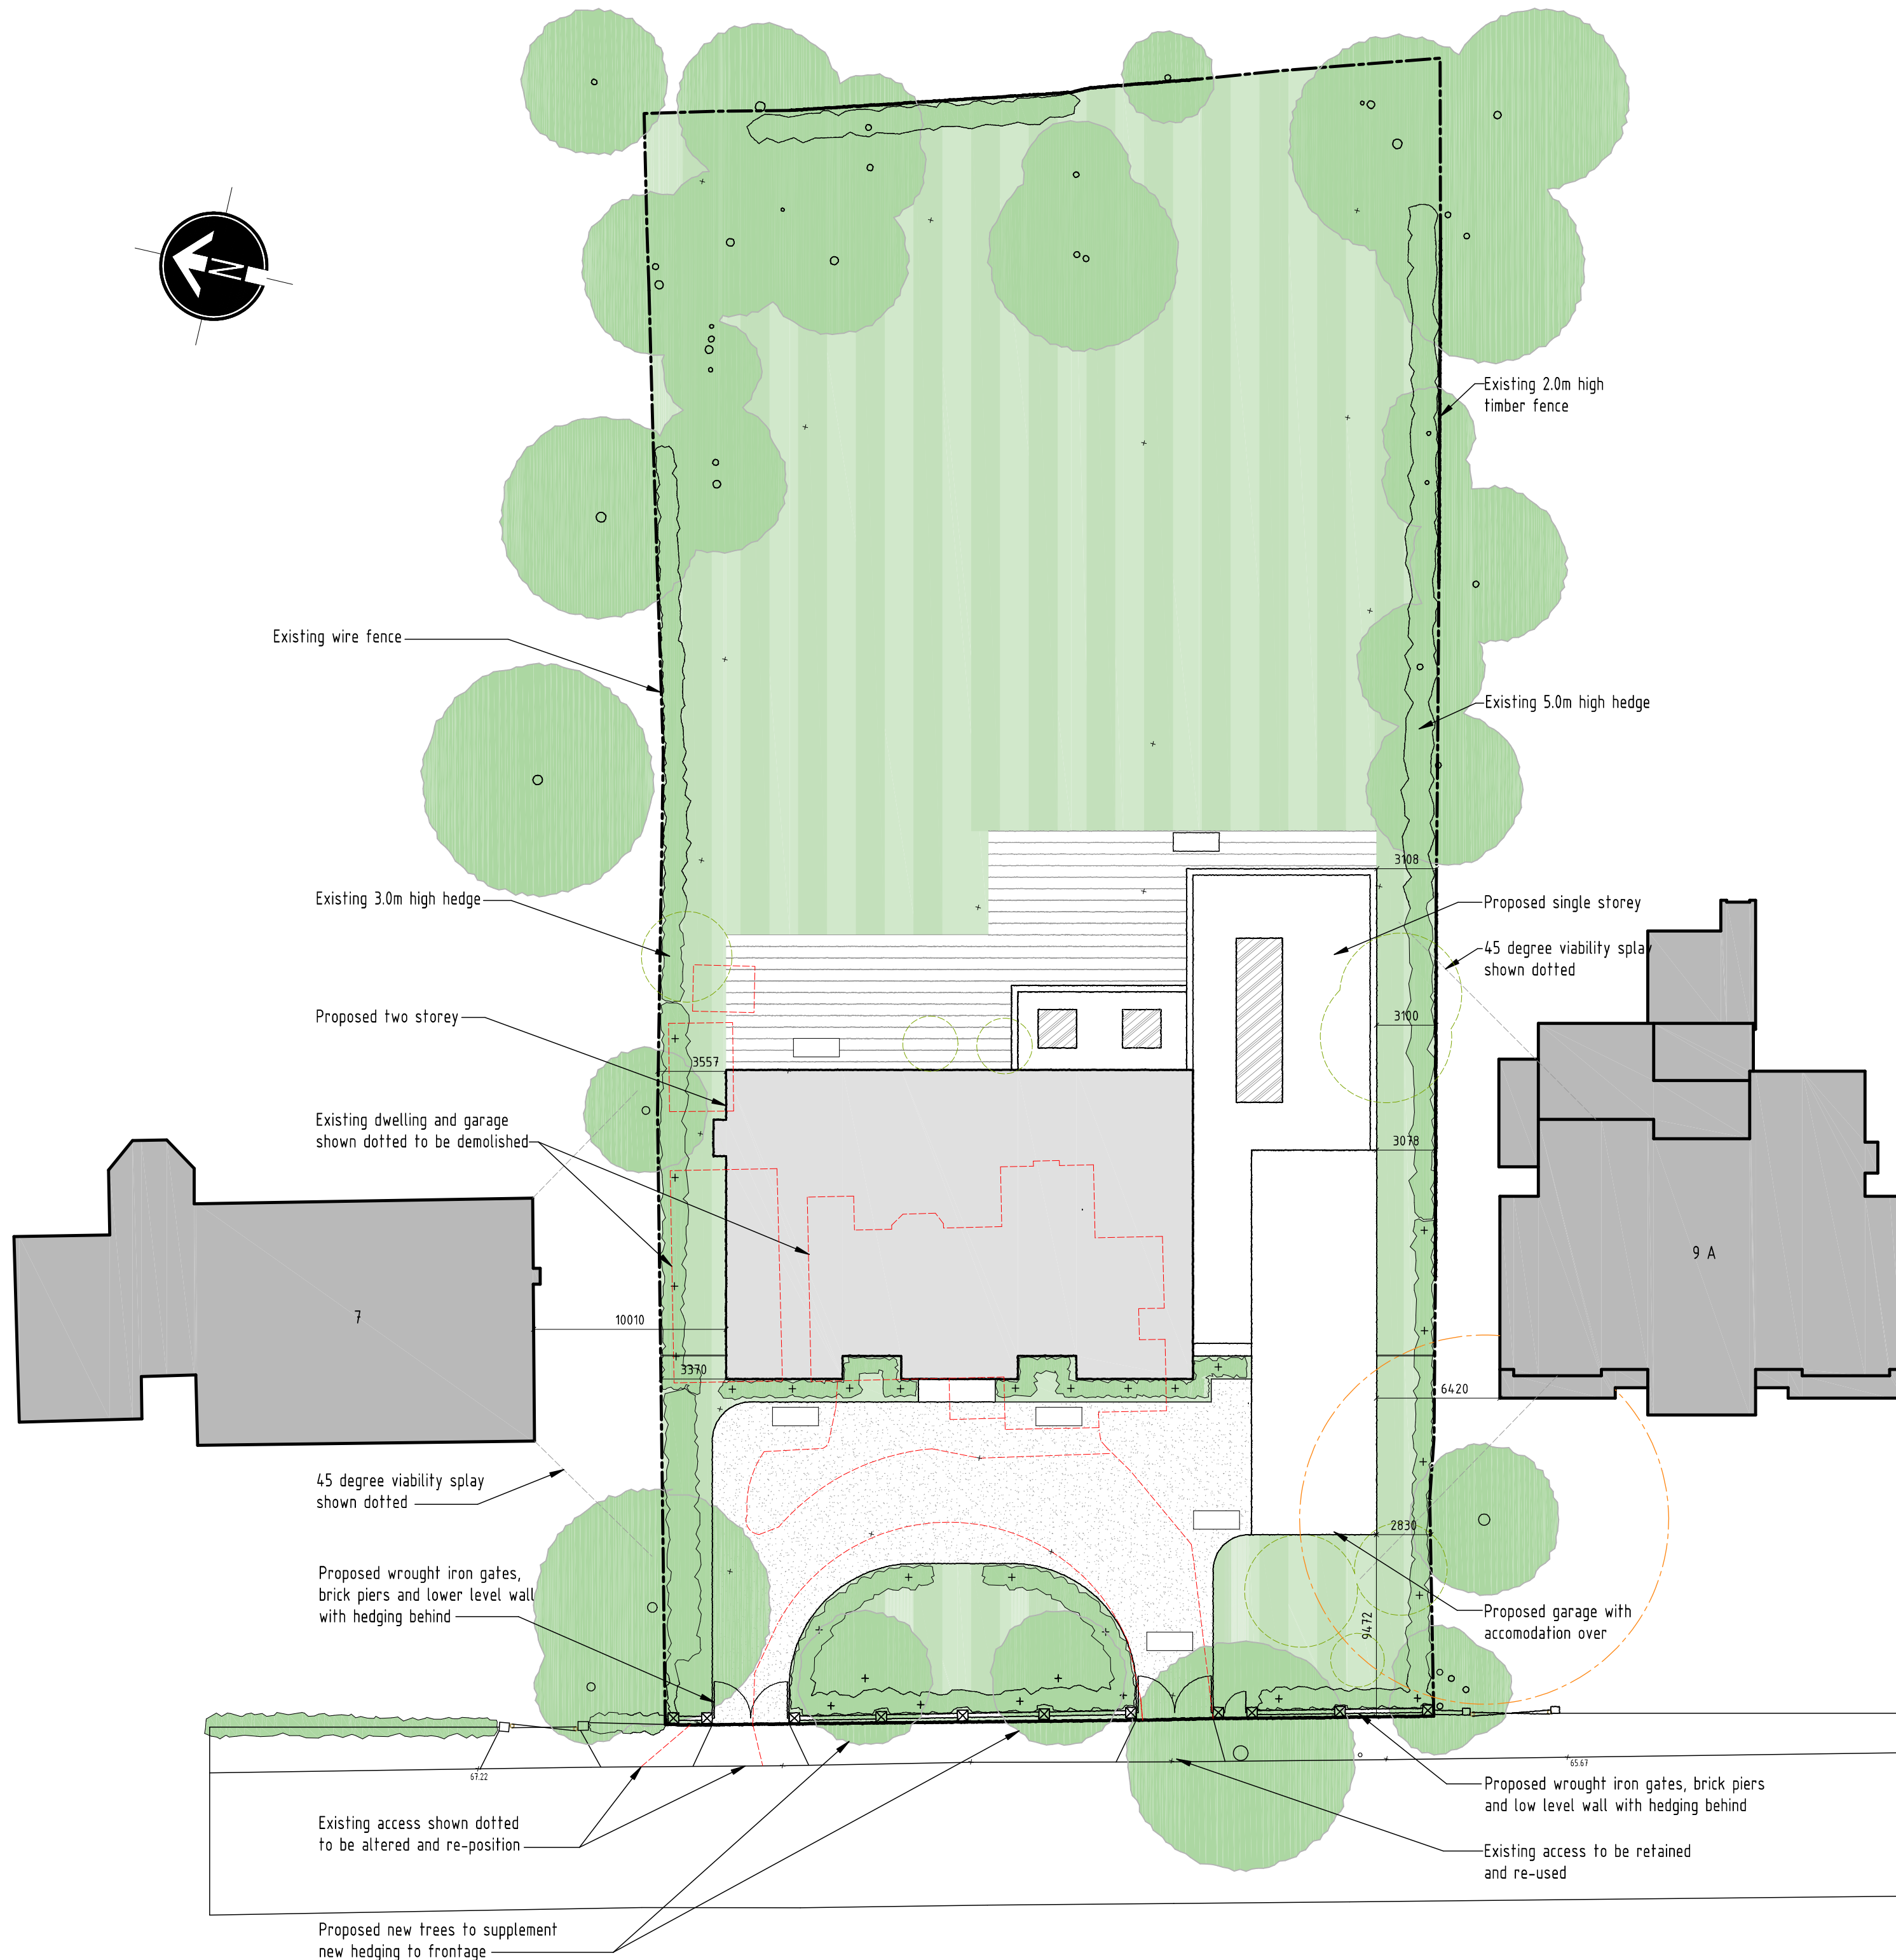 N
Existing 2.0m high
timber fence
Existing wire fence
Existing 5.0m high hedge
3108
Existing 3.0m high hedge
Proposed single storey
45 degree viability splay
shown dotted
Proposed two storey
3100
3557
Existing dwelling and garage
shown dotted to be demolished
3078
9 A
7
10010
3370
6420
45 degree viability splay
shown dotted
2830
Proposed wrought iron gates,
brick piers and lower level wall
with hedging behind
9472
Proposed garage with
accomodation over
67.22
65.67
Proposed wrought iron gates, brick piers
and low level wall with hedging behind
Existing access shown dotted
to be altered and re-position
Existing access to be retained
and re-used
Proposed new trees to supplement
new hedging to frontage